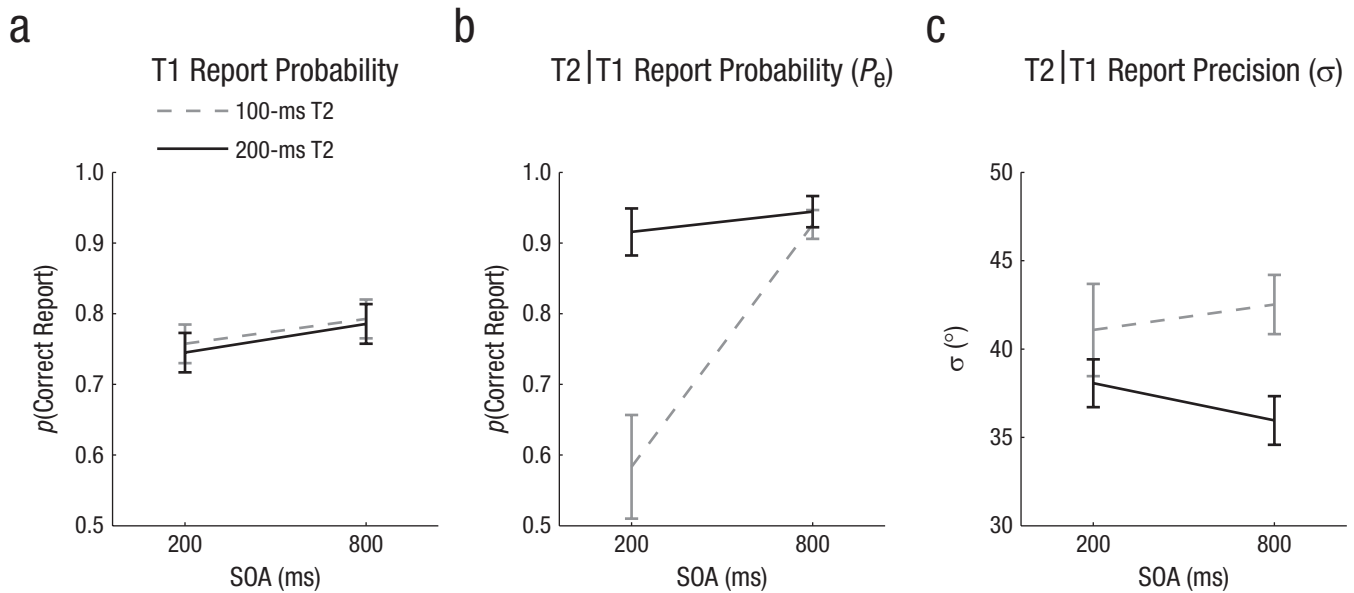 a
T1 Report Probability
100-ms T2
200-ms T2
p(Correct Report)
1.0
0.9
0.8
0.7
0.6
0.5
200
800
SOA (ms)
b
T2|T1 Report Probability (Pe)
p(Correct Report)
1.0
0.9
0.8
0.7
0.6
0.5
200
800
SOA (ms)
c
T2|T1 Report Precision (σ)
σ (°)
50
45
40
35
30
200
800
SOA (ms)